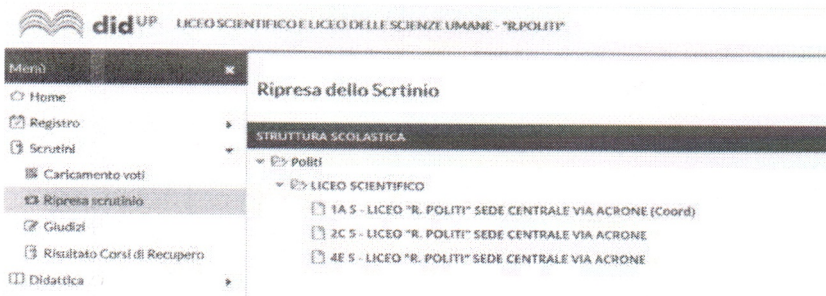 didUP LICEO SCIENTIFICO E LICEO DELLE SCIENZE UMANE - "R.POLITI"
Menù
Home
Registro
Scrutini
Caricamento voti
Ripresa scrutinio
Giudizi
Risultato Corsi di Recupero
Didattica
Ripresa dello Scrtinio
STRUTTURA SCOLASTICA
Politi
LICEO SCIENTIFICO
1A S - LICEO "R. POLITI" SEDE CENTRALE VIA ACRONE (Coord)
2C S - LICEO "R. POLITI" SEDE CENTRALE VIA ACRONE
4E S - LICEO "R. POLITI" SEDE CENTRALE VIA ACRONE